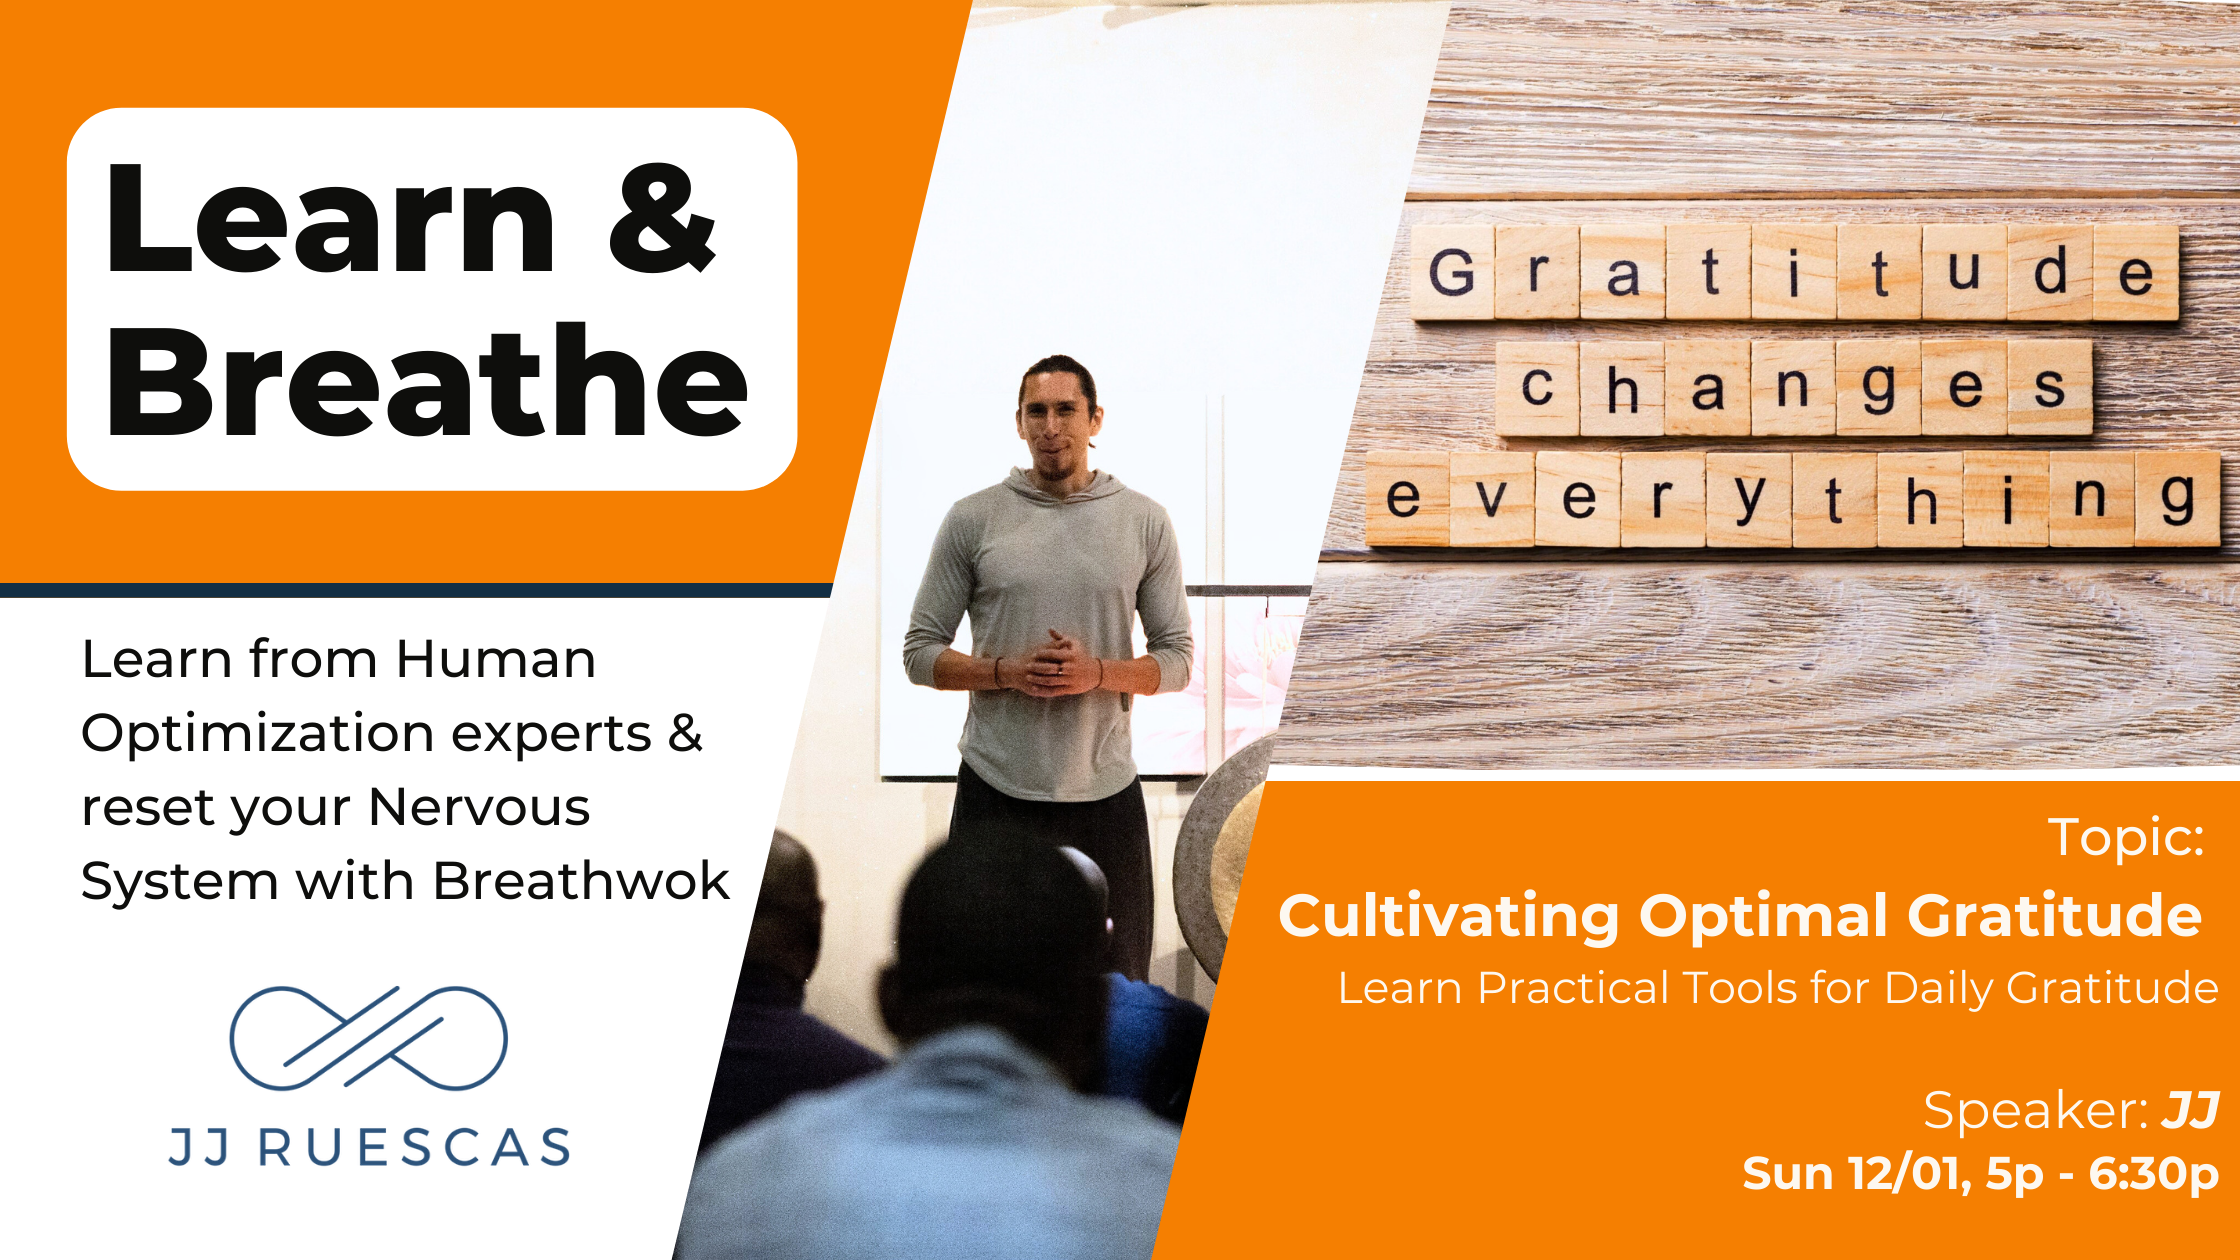 Learn &
Breathe
Learn from Human
Optimization experts &
reset your Nervous
System with Breathwok
JJ RUESCAS
Gratitude
changes
everything
Topic:
Cultivating Optimal Gratitude
Learn Practical Tools for Daily Gratitude
Speaker: JJ
Sun 12/01, 5p - 6:30p